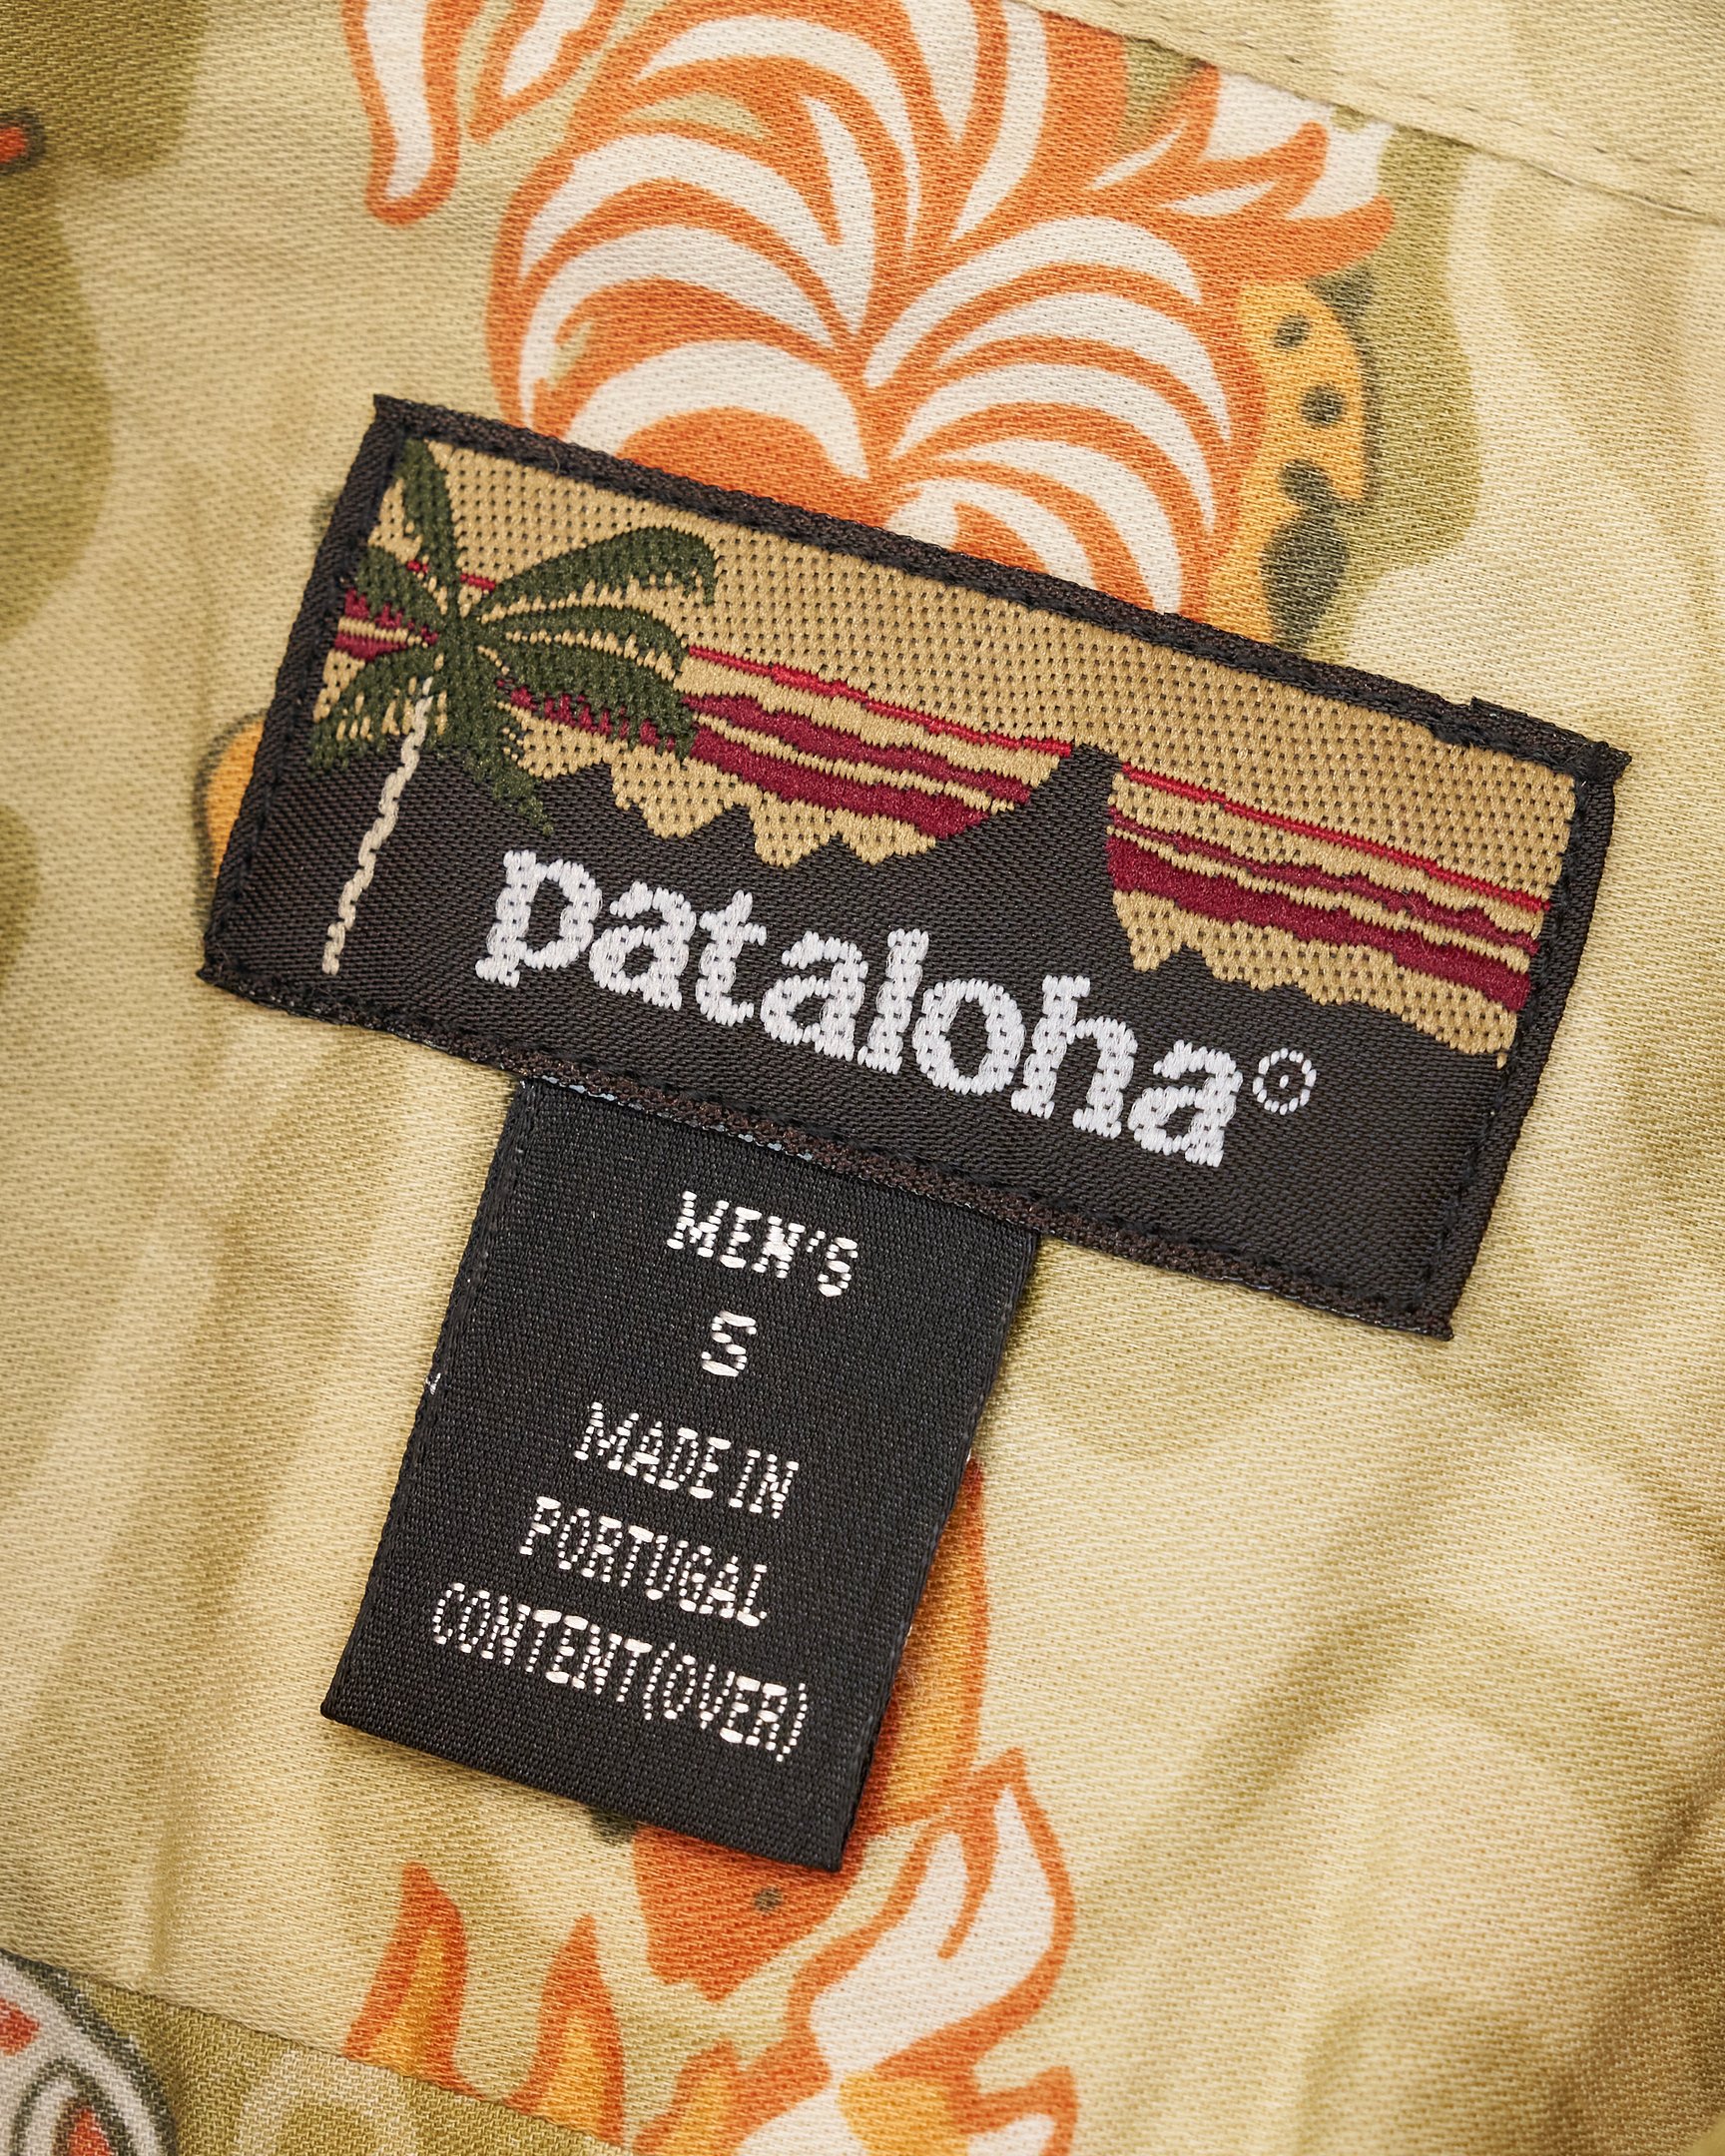 pataloha®
MEN'S
S
MADE IN
PORTUGAL
CONTENT(OVER)